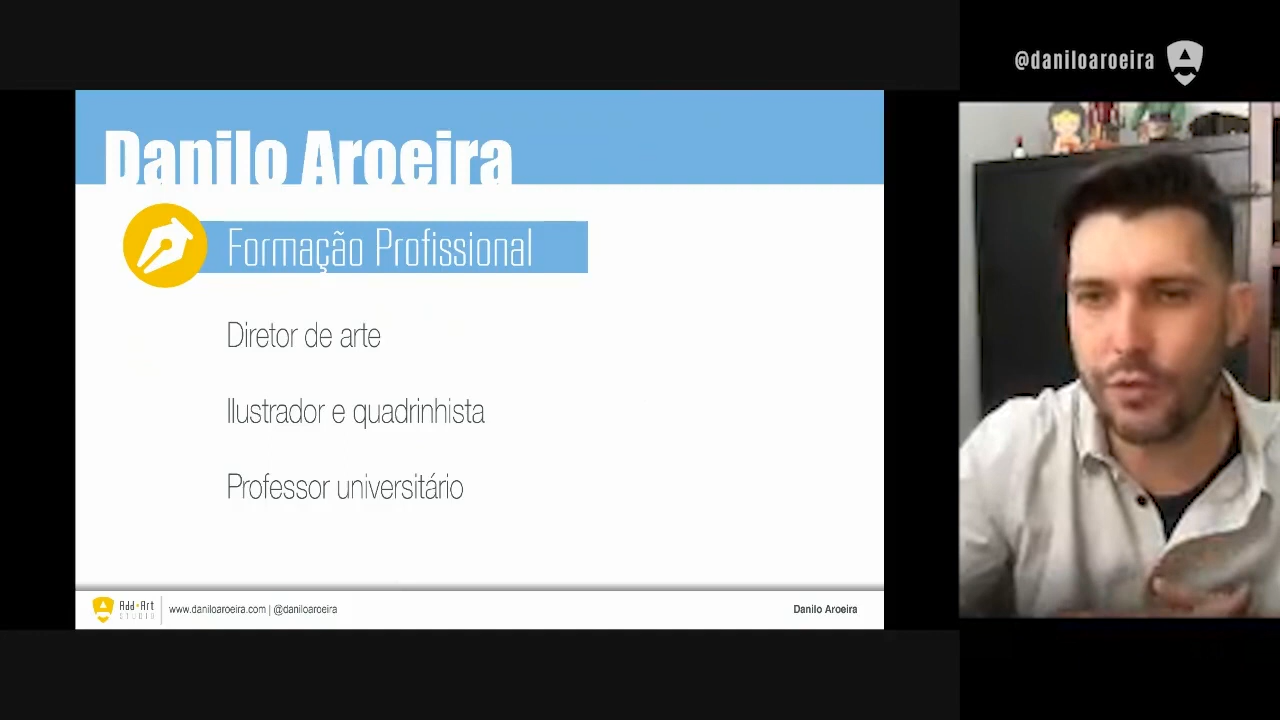 @daniloaroeira
Danilo Aroeira
Formação Profissional
Diretor de arte
Ilustrador e quadrinhista
Professor universitário
Add+Art
STUDIO
www.daniloaroeira.com | @daniloaroeira
Danilo Aroeira